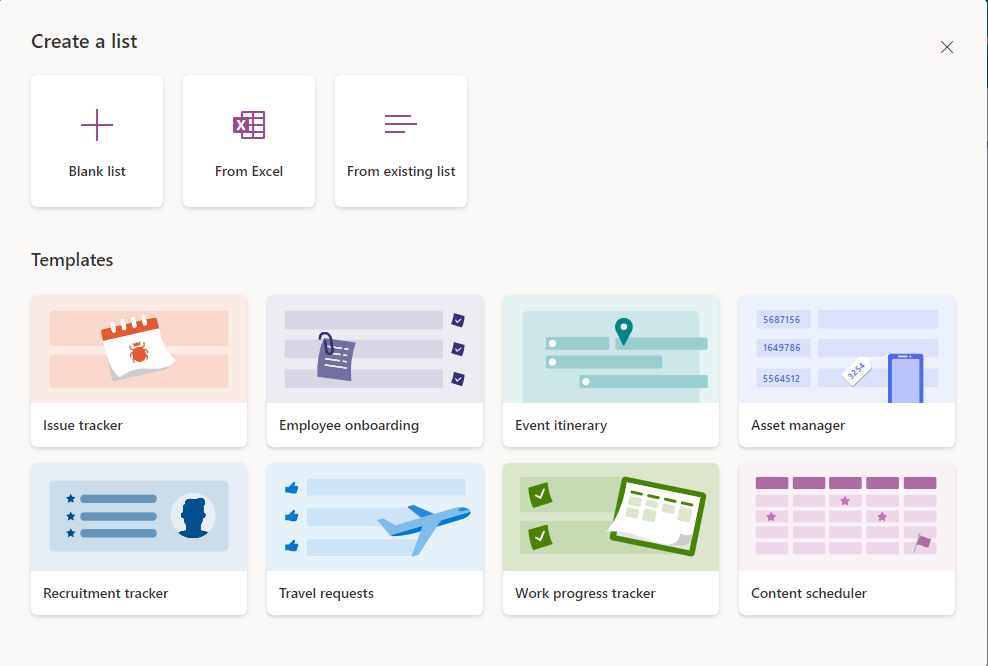 Create a list
Blank list
From Excel
From existing list
Templates
5687156
1649786
5564512
3254
Issue tracker
Employee onboarding
Event itinerary
Asset manager
Recruitment tracker
Travel requests
Work progress tracker
Content scheduler